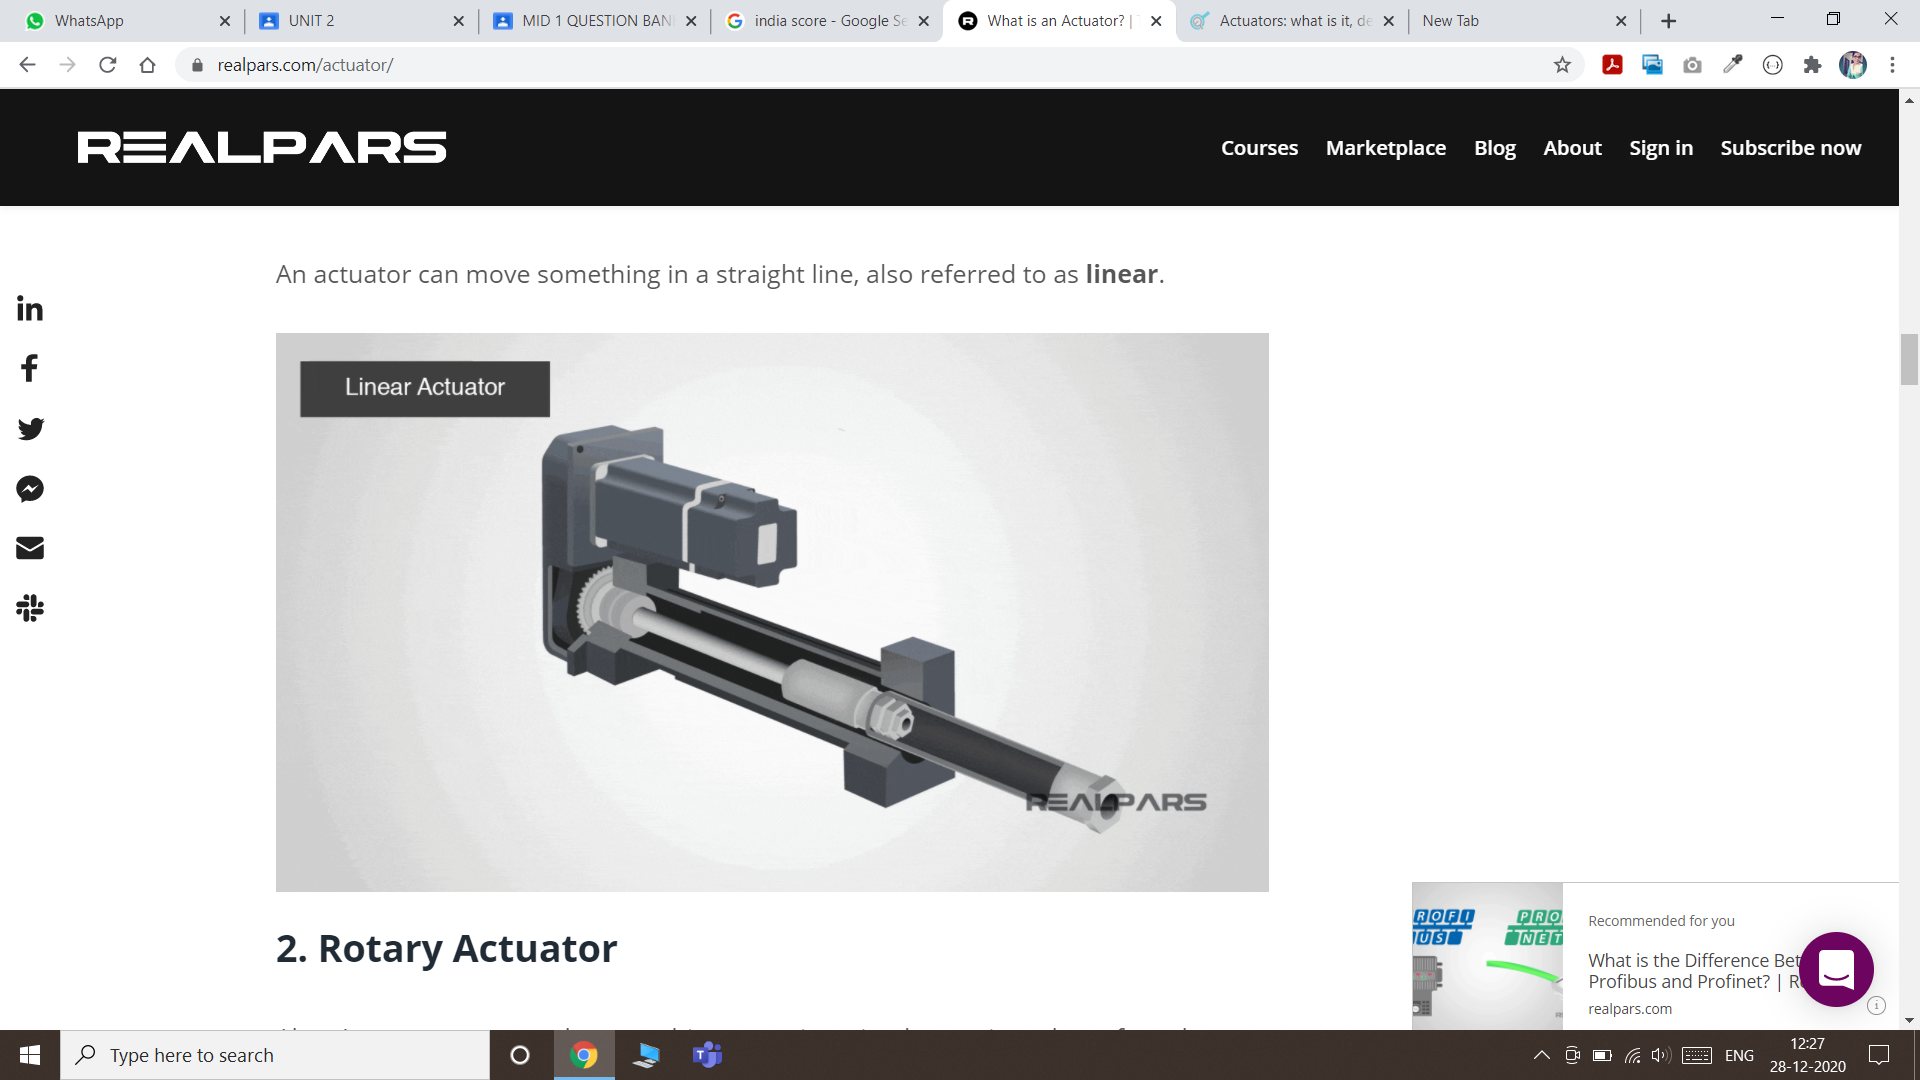 WhatsApp
UNIT 2
MID 1 QUESTION BAN
india score - Google Se
What is an Actuator? |
Actuators: what is it, de
New Tab
realpars.com/actuator/
REALPARS
Courses Marketplace Blog About Sign in Subscribe now
An actuator can move something in a straight line, also referred to as linear.
Linear Actuator
REALPARS
2. Rotary Actuator
ROFI
BUS
PRO
NET
Recommended for you
What is the Difference Bet
Profibus and Profinet? | R
realpars.com
Type here to search
ENG
12:27
28-12-2020